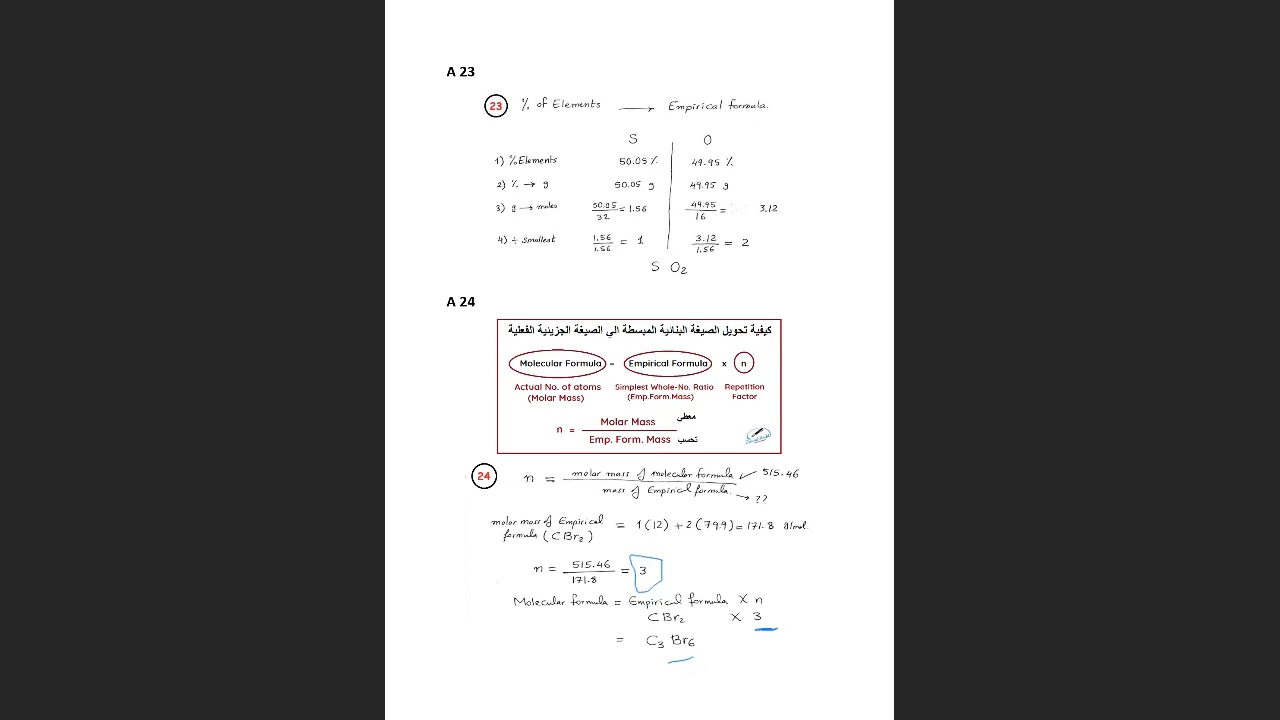 A 23
23 % of Elements → Empirical formula.
S O
1) % Elements 50.05 % 49.95 %
2) % → g 50.05 g 49.95 g
3) g → moles 50.05/32 = 1.56 49.95/16 = 3.12
4) ÷ Smallest 1.56/1.56 = 1 3.12/1.56 = 2
S O₂
A 24
كيفية تحويل الصيغة البنائية المبسطة الي الصيغة الجزيئية الفعلية
Molecular Formula = Empirical Formula x n
Actual No. of atoms Simplest Whole-No. Ratio Repetition
(Molar Mass) (Emp.Form.Mass) Factor
n = Molar Mass معطي
Emp. Form. Mass تحسب
24 n = molar mass of molecular formula 515.46
mass of Empirical formula. → ??
molar mass of Empirical = 1(12) + 2(79.9) = 171.8 g/mol.
formula (CBr₂)
n = 515.46/171.8 = 3
Molecular formula = Empirical formula X n
CBr₂ X 3
= C₃ Br₆